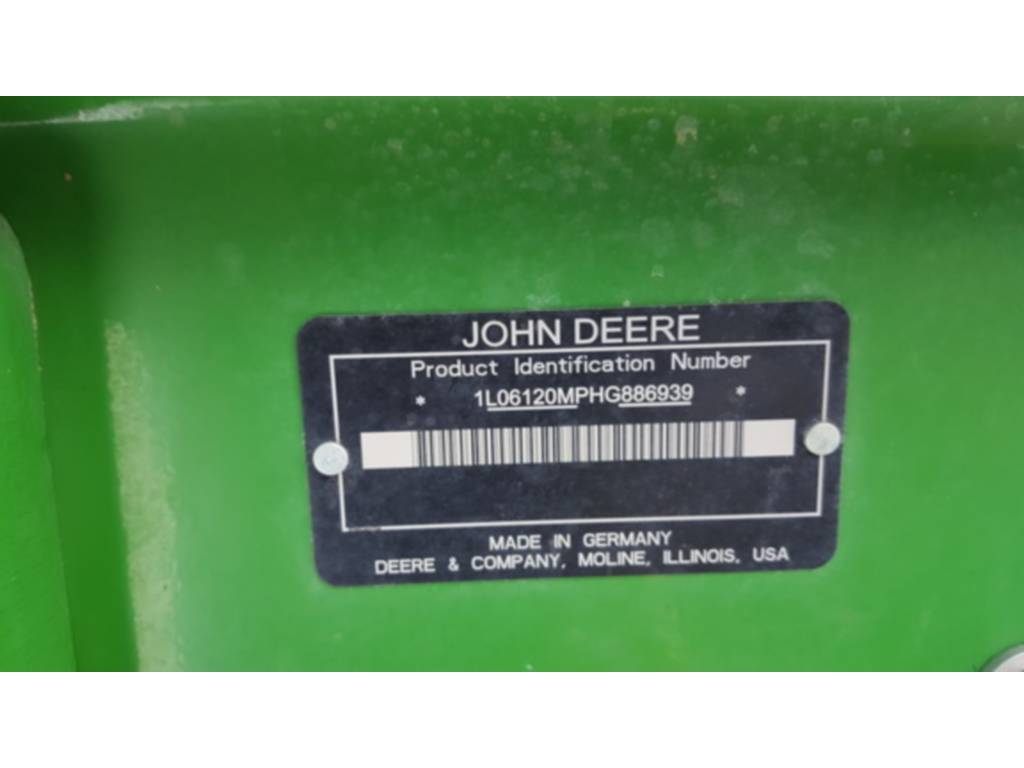 JOHN DEERE
Product Identification Number
* 1L06120MPHG886939 *
MADE IN GERMANY
DEERE & COMPANY, MOLINE, ILLINOIS, USA